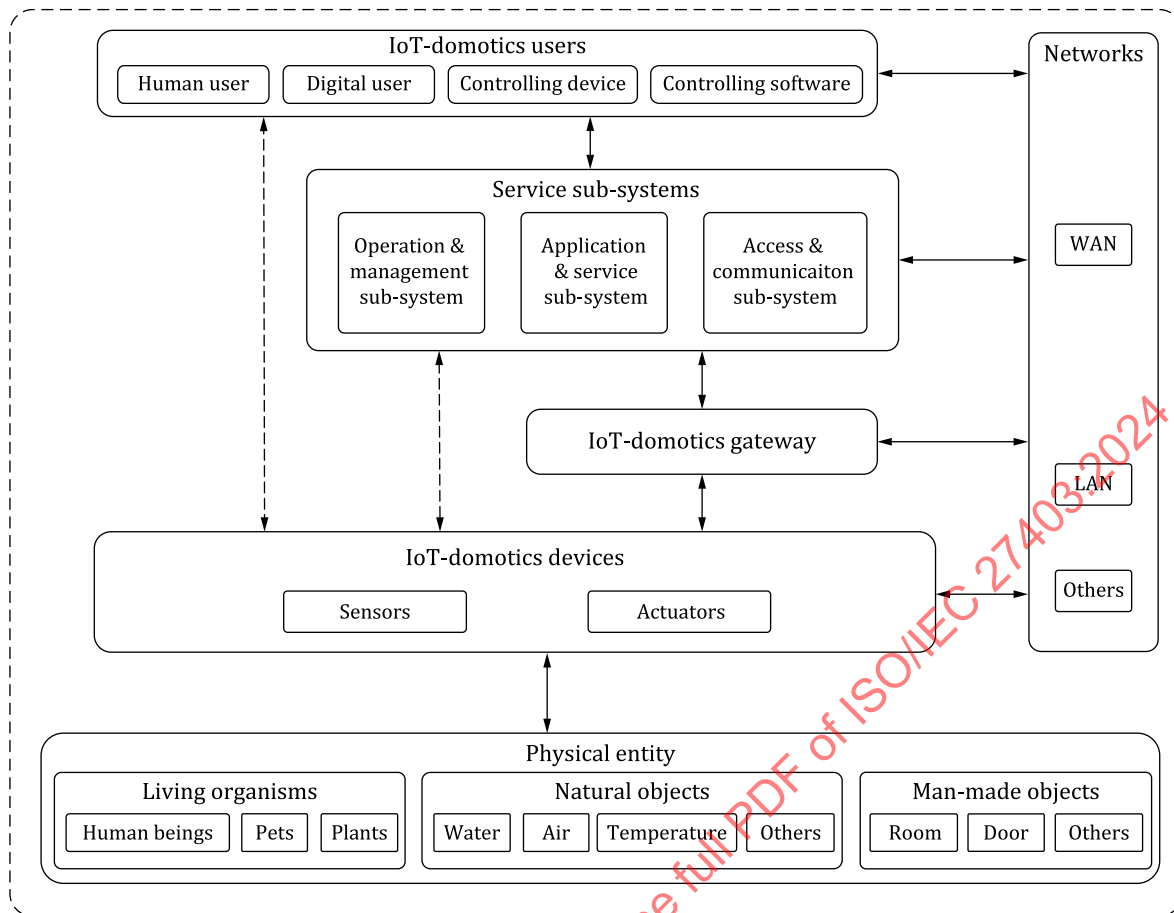 IoT-domotics users
Human user
Digital user
Controlling device
Controlling software
Networks
WAN
LAN
Others
Service sub-systems
Operation &
management
sub-system
Application
& service
sub-system
Access &
communicaiton
sub-system
IoT-domotics gateway
IoT-domotics devices
Sensors
Actuators
Physical entity
Living organisms
Human beings
Pets
Plants
Natural objects
Water
Air
Temperature
Others
Man-made objects
Room
Door
Others
full PDF of ISO/IEC 27403:2024